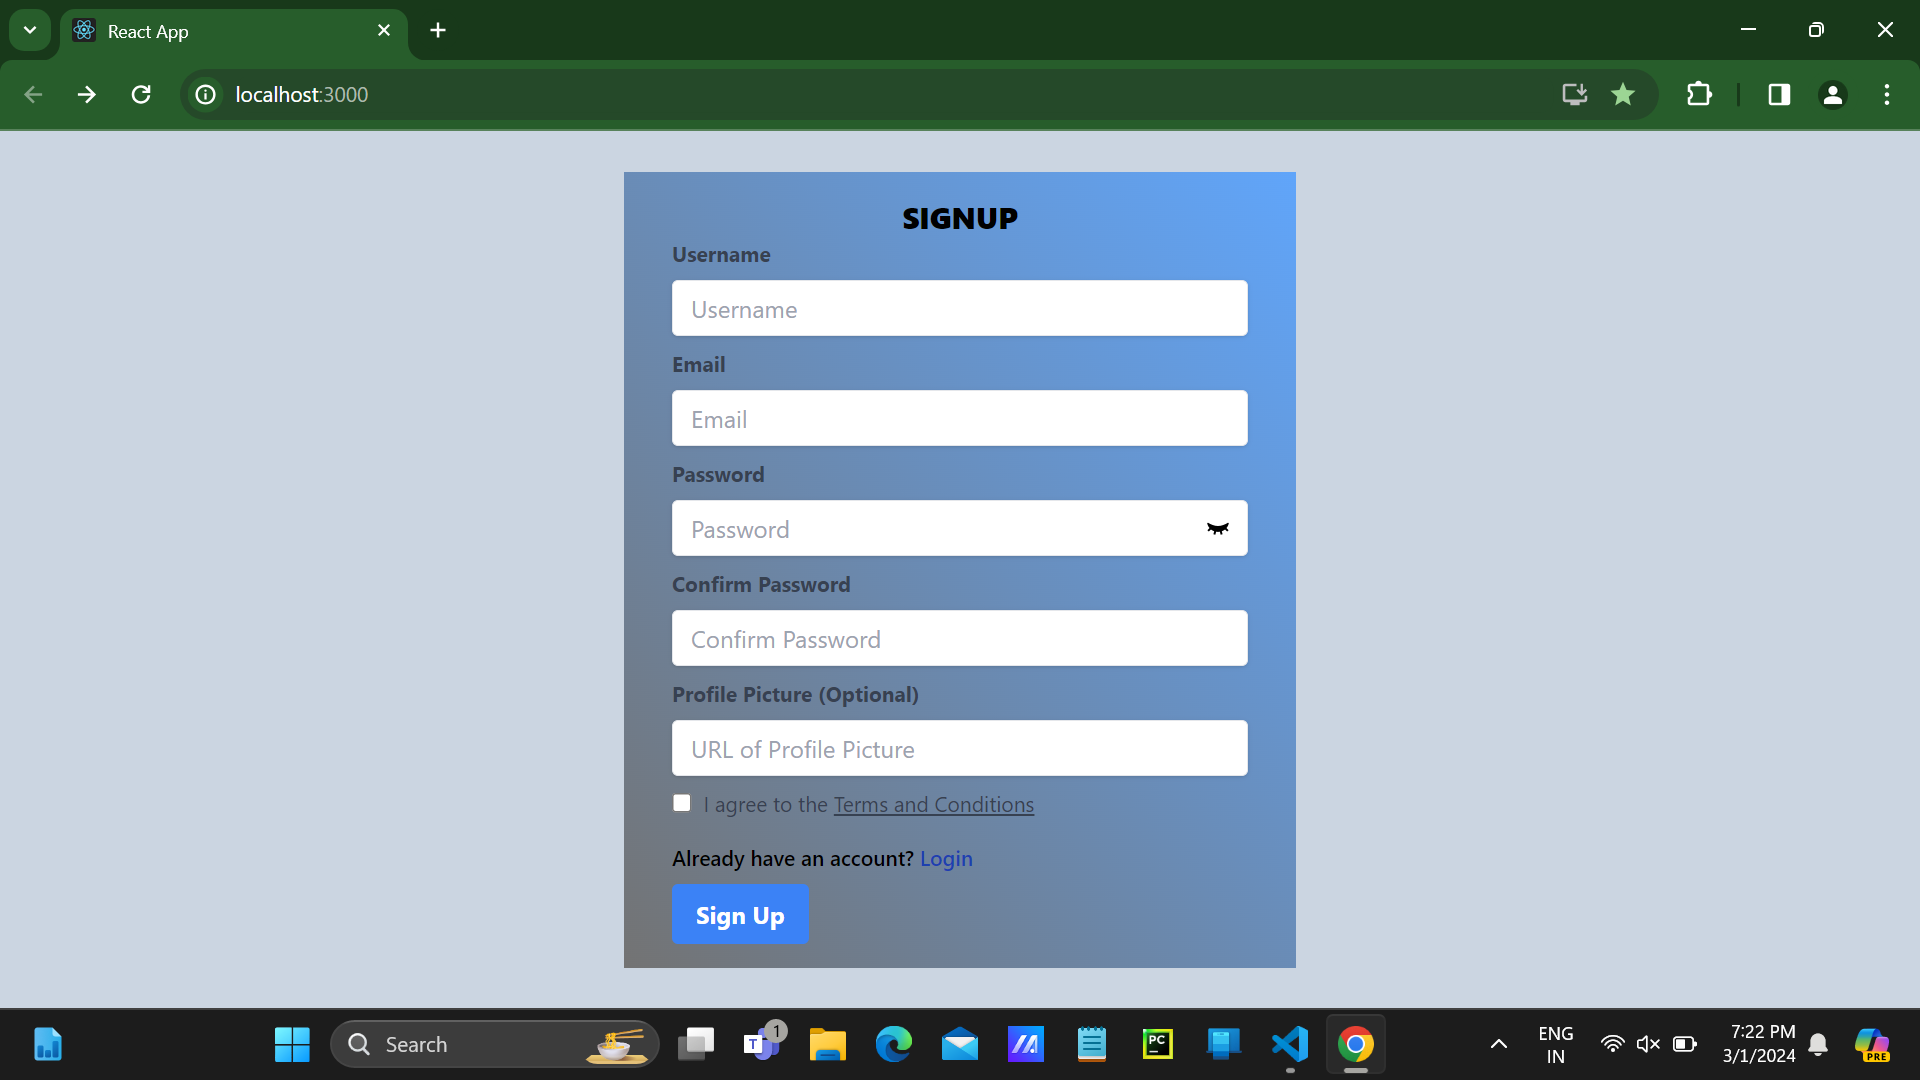 React App
localhost:3000
SIGNUP
Username
Username
Email
Email
Password
Password
Confirm Password
Confirm Password
Profile Picture (Optional)
URL of Profile Picture
I agree to the Terms and Conditions
Already have an account? Login
Sign Up
Search
T
1
PC
ENG
IN
7:22 PM
3/1/2024
PRE